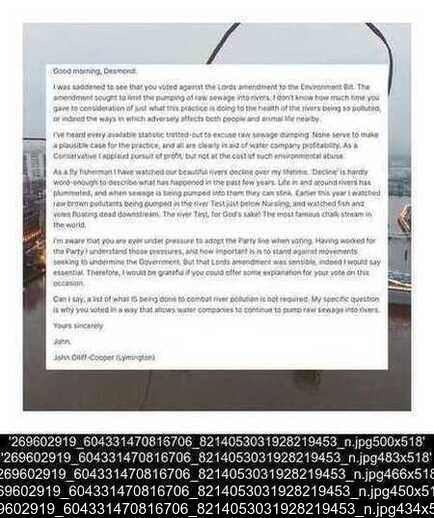 Good morning, Desmond.
I was saddened to see that you voted against the Lords amendment to the Environment Bill. The
amendment sought to limit the pumping of raw sewage into rivers. I don't know how much time you
gave to consideration of just what this practice is doing to the health of the rivers being so polluted,
or indeed the ways in which adversely affects both people and animal life nearby.
I've heard every available statistic trotted-out to excuse raw sewage dumping. None serve to make
a plausible case for the practice, and all are clearly in aid of water company profitability. As a
Conservative I applaud pursuit of profit, but not at the cost of such environmental abuse.
As a fly fisherman I have watched our beautiful rivers decline over my lifetime. 'Decline' is hardly
word-enough to describe what has happened in the past few years. Life in and around rivers has
plummeted, and when sewage is being pumped into them they can stink. Earlier this year I watched
raw brown pollutants being pumped in the river Test just below Nursling, and watched fish and
voles floating dead downstream. The river Test, for God's sake! The most famous chalk stream in
the world.
I'm aware that you are ever under pressure to adopt the Party line when voting. Having worked for
the Party I understand those pressures, and how important is is to stand against movements
seeking to undermine the Government. But that Lords amendment was sensible, indeed I would say
essential. Therefore, I would be grateful if you could offer some explanation for your vote on this
occasion.
Can I say, a list of what IS being done to combat river pollution is not required. My specific question
is why you voted in a way that allows water companies to continue to pump raw sewage into rivers.
Yours sincerely
John.
John Olliff-Cooper (Lymington)
'269602919_604331470816706_8214053031928219453_n.jpg500x518'
'269602919_604331470816706_8214053031928219453_n.jpg483x518'
269602919_604331470816706_8214053031928219453_n.jpg466x518
69602919_604331470816706_8214053031928219453_n.jpg450x51
9602919_604331470816706_8214053031928219453_n.jpg434x5